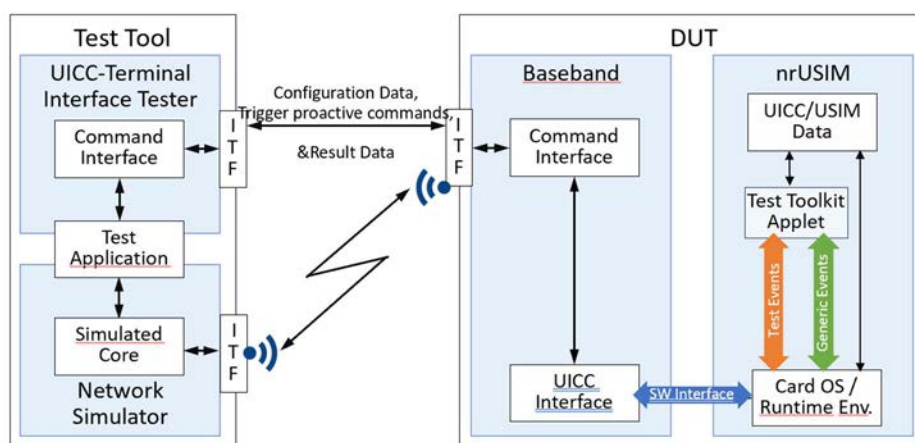 Test Tool
UICC-Terminal
Interface Tester
Command
Interface
I
T
F
Test
Application
Simulated
Core
I
T
F
Network
Simulator
Configuration Data,
Trigger proactive commands,
&Result Data
DUT
Baseband
I
T
F
Command
Interface
UICC
Interface
SW Interface
nrUSIM
UICC/USIM
Data
Test Toolkit
Applet
Test Events
Generic Events
Card OS /
Runtime Env.